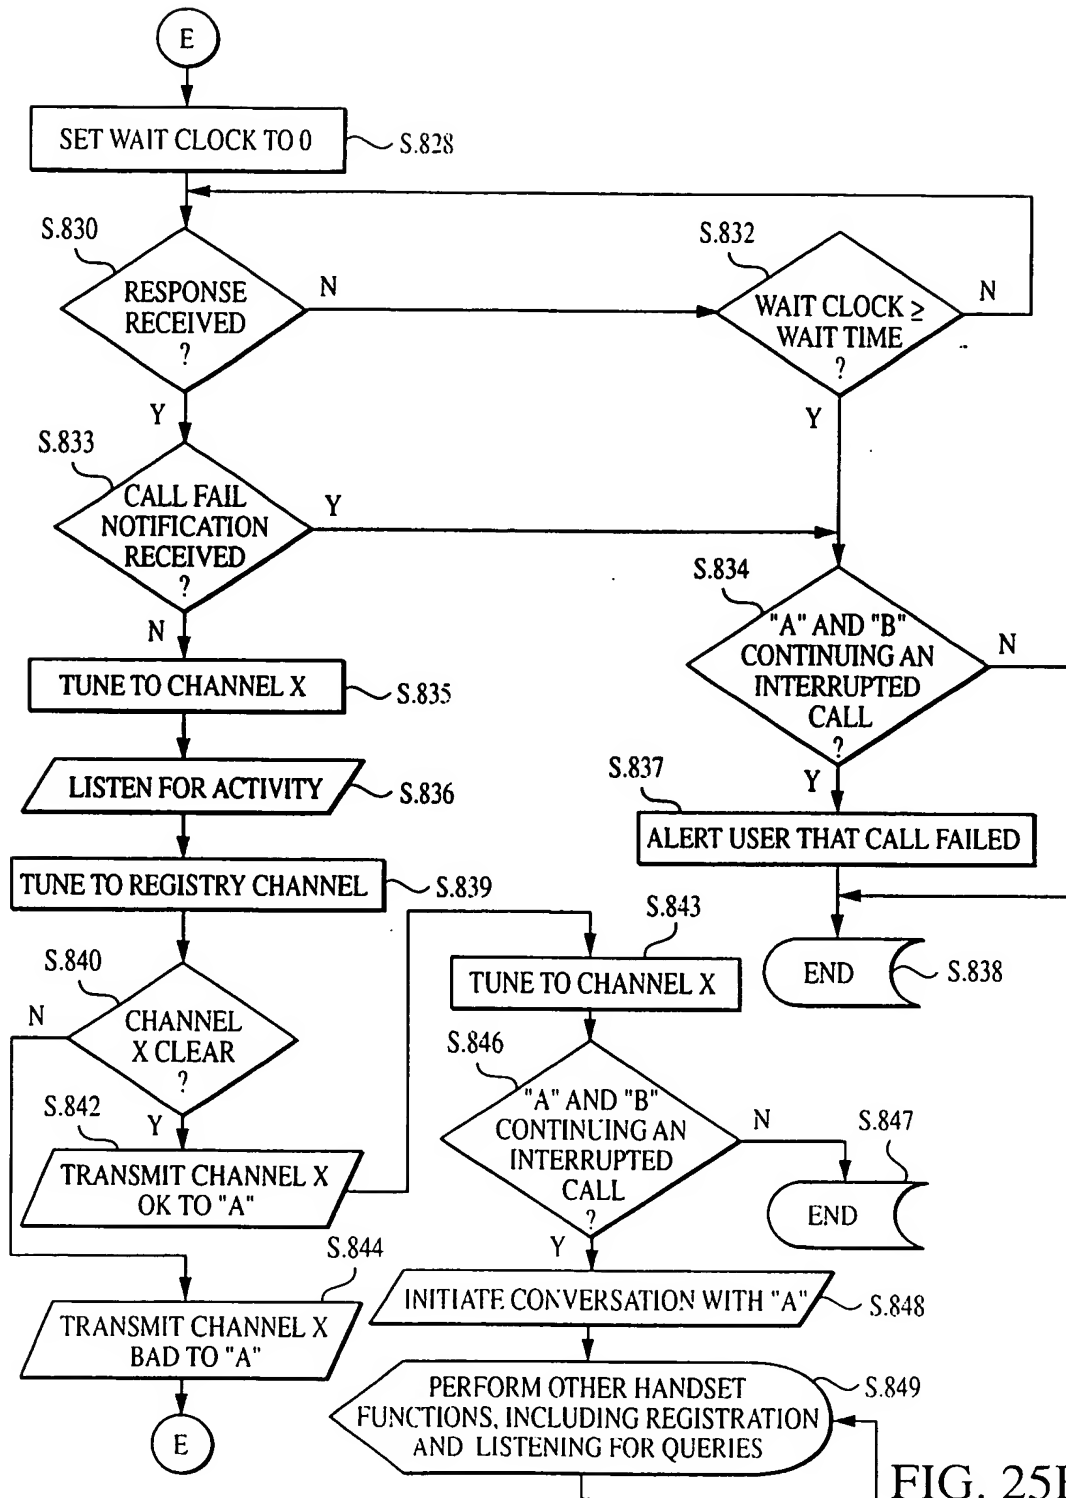 E
SET WAIT CLOCK TO 0
S.828
S.830
RESPONSE
RECEIVED
?
N
Y
S.832
WAIT CLOCK ≥
WAIT TIME
?
N
Y
S.833
CALL FAIL
NOTIFICATION
RECEIVED
?
Y
N
S.834
"A" AND "B"
CONTINUING AN
INTERRUPTED
CALL
?
N
Y
TUNE TO CHANNEL X
S.835
LISTEN FOR ACTIVITY
S.836
S.837
ALERT USER THAT CALL FAILED
TUNE TO REGISTRY CHANNEL
S.839
END
S.838
S.840
CHANNEL
X CLEAR
?
N
Y
S.842
TRANSMIT CHANNEL X
OK TO "A"
S.843
TUNE TO CHANNEL X
S.846
"A" AND "B"
CONTINUING AN
INTERRUPTED
CALL
?
N
Y
S.847
END
S.844
TRANSMIT CHANNEL X
BAD TO "A"
E
INITIATE CONVERSATION WITH "A"
S.848
PERFORM OTHER HANDSET
FUNCTIONS, INCLUDING REGISTRATION
AND LISTENING FOR QUERIES
S.849